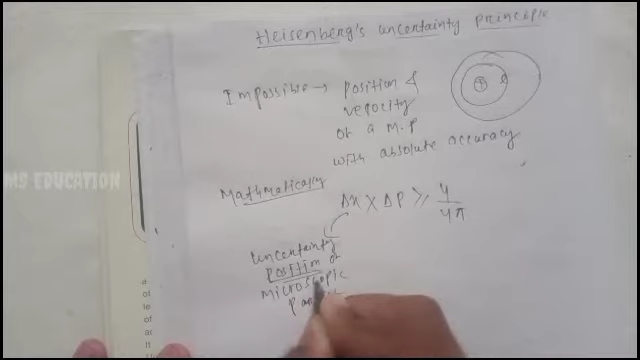 Heisenberg's uncertainty principle
Impossible → position &
velocity
of a M.P
with absolute accuracy
MS EDUCATION
Mathmatically
Δx × ΔP ≥ h/4π
uncertainty
position of
microscopic